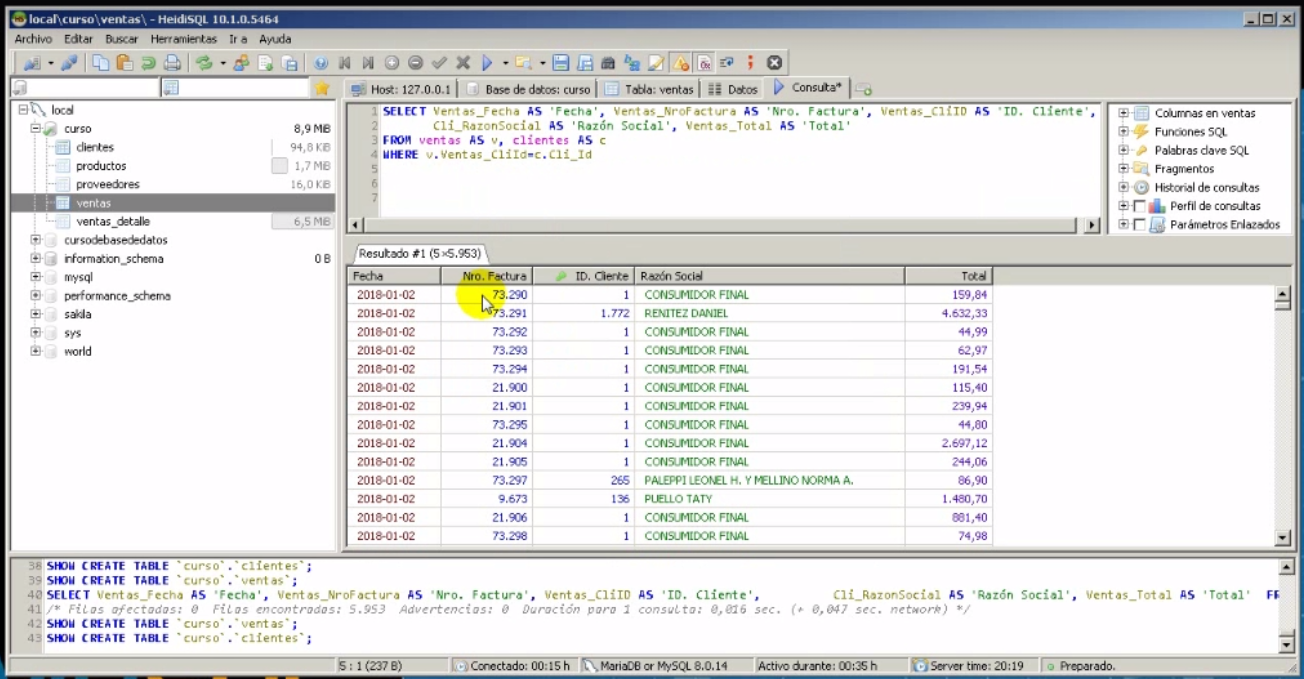 local\curso\ventas\ - HeidiSQL 10.1.0.5464
Archivo Editar Buscar Herramientas Ir a Ayuda
Host: 127.0.0.1 Base de datos: curso Tabla: ventas Datos Consulta*
local
curso 8,9 MiB
clientes 94,8 KiB
productos 1,7 MiB
proveedores 16,0 KiB
ventas
ventas_detalle 6,5 MiB
cursodebasededatos
information_schema 0 B
mysql
performance_schema
sakila
sys
world
1 SELECT Ventas_Fecha AS 'Fecha', Ventas_NroFactura AS 'Nro. Factura', Ventas_CliID AS 'ID. Cliente',
2 Cli_RazonSocial AS 'Razón Social', Ventas_Total AS 'Total'
3 FROM ventas AS v, clientes AS c
4 WHERE v.Ventas_CliId=c.Cli_Id
5
6
7
Columnas en ventas
Funciones SQL
Palabras clave SQL
Fragmentos
Historial de consultas
Perfil de consultas
Parámetros Enlazados
Resultado #1 (5×5.953)
Fecha Nro. Factura ID. Cliente Razón Social Total
2018-01-02 73.290 1 CONSUMIDOR FINAL 159,84
2018-01-02 73.291 1.772 RENITEZ DANIEL 4.632,33
2018-01-02 73.292 1 CONSUMIDOR FINAL 44,99
2018-01-02 73.293 1 CONSUMIDOR FINAL 62,97
2018-01-02 73.294 1 CONSUMIDOR FINAL 191,54
2018-01-02 21.900 1 CONSUMIDOR FINAL 115,40
2018-01-02 21.901 1 CONSUMIDOR FINAL 239,94
2018-01-02 73.295 1 CONSUMIDOR FINAL 44,80
2018-01-02 21.904 1 CONSUMIDOR FINAL 2.697,12
2018-01-02 21.905 1 CONSUMIDOR FINAL 244,06
2018-01-02 73.297 265 PALEPPI LEONEL H. Y MELLINO NORMA A. 86,90
2018-01-02 9.673 136 PUELLO TATY 1.480,70
2018-01-02 21.906 1 CONSUMIDOR FINAL 881,40
2018-01-02 73.298 1 CONSUMIDOR FINAL 74,98
38 SHOW CREATE TABLE `curso`.`clientes`;
39 SHOW CREATE TABLE `curso`.`ventas`;
40 SELECT Ventas_Fecha AS 'Fecha', Ventas_NroFactura AS 'Nro. Factura', Ventas_CliID AS 'ID. Cliente', Cli_RazonSocial AS 'Razón Social', Ventas_Total AS 'Total' FR
41 /* Filas afectadas: 0 Filas encontradas: 5.953 Advertencias: 0 Duración para 1 consulta: 0,016 sec. (+ 0,047 sec. network) */
42 SHOW CREATE TABLE `curso`.`ventas`;
43 SHOW CREATE TABLE `curso`.`clientes`;
5 : 1 (237 B) Conectado: 00:15 h MariaDB or MySQL 8.0.14 Activo durante: 00:35 h Server time: 20:19 Preparado.